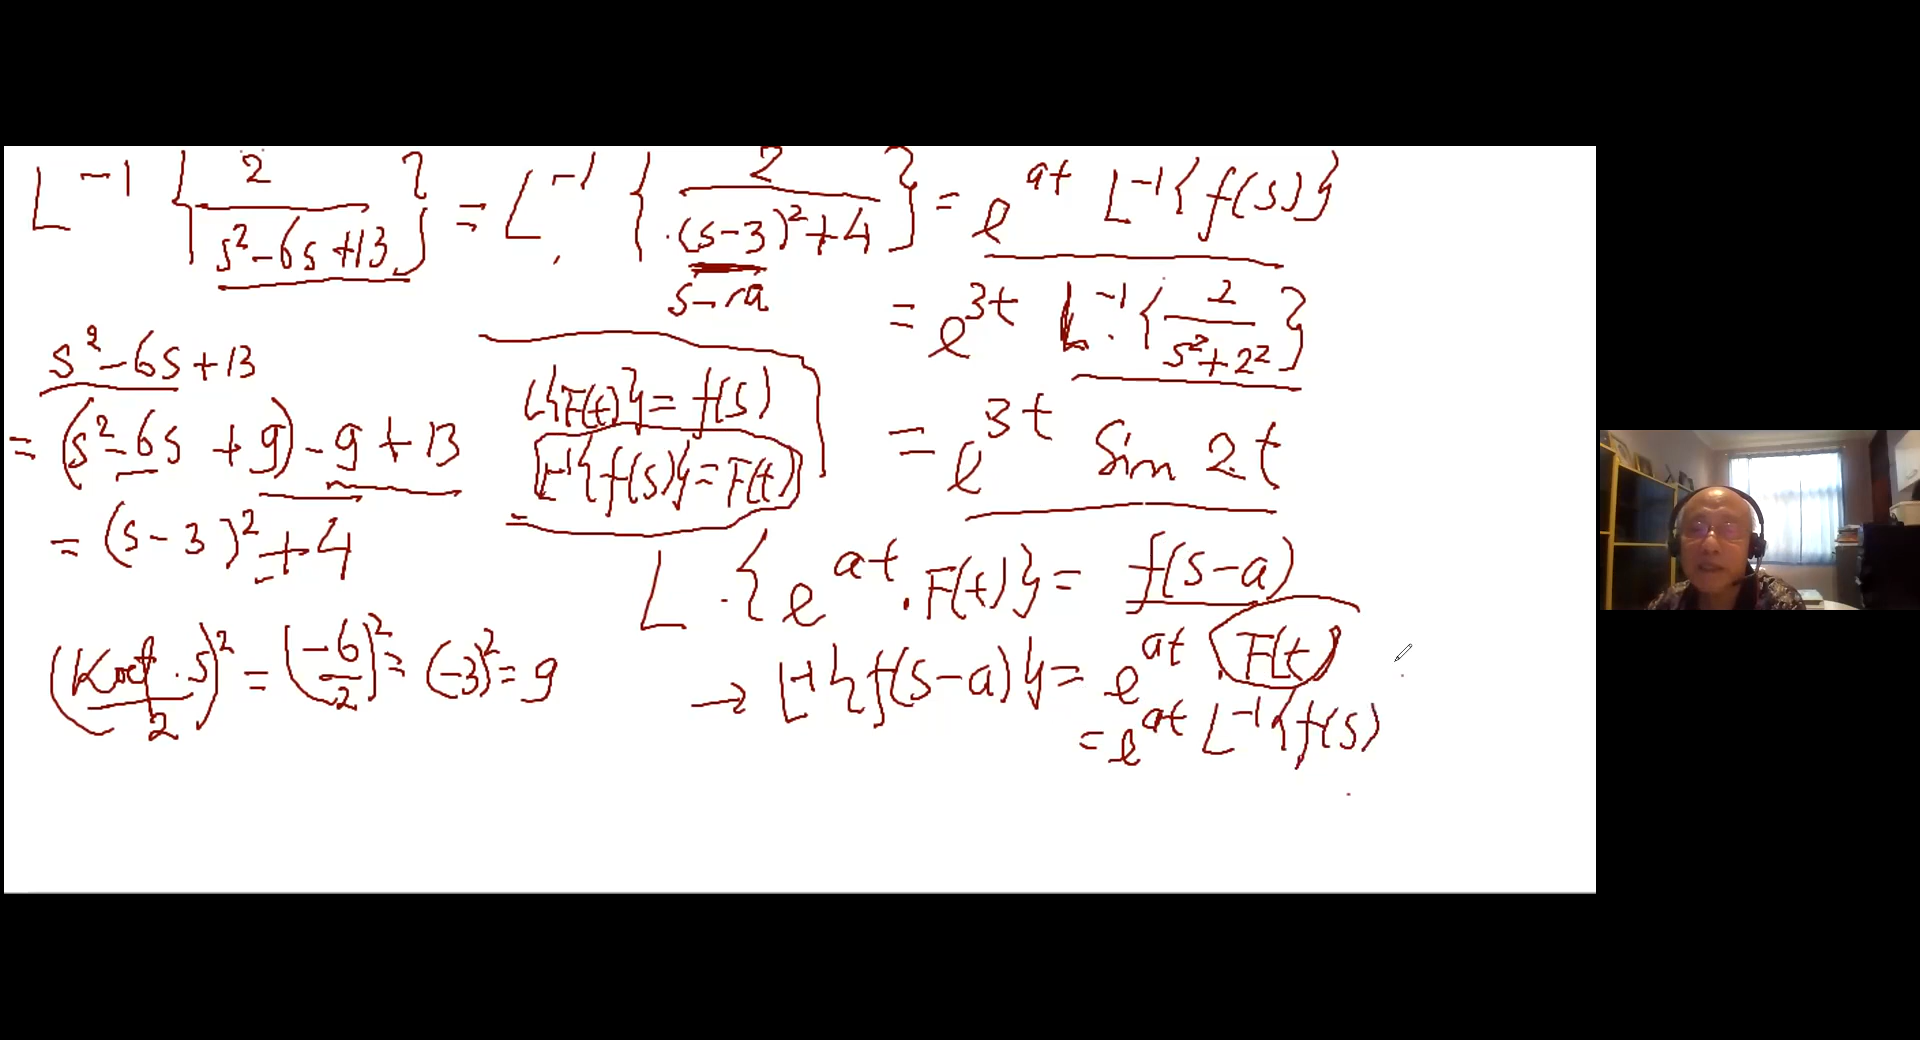 L⁻¹ { 2 / (s² - 6s + 13) } = L⁻¹ { 2 / ((s-3)² + 4) } = e^{at} L⁻¹{f(s)}
s → a
= e^{3t} L⁻¹ { 2 / (s² + 2²) }
= e^{3t} Sin 2t
s² - 6s + 13
= (s² - 6s + 9) - 9 + 13
= (s - 3)² + 4
(Koef. s / 2)² = (-6 / 2)² = (-3)² = 9
L{F(t)} = f(s)
L⁻¹{f(s)} = F(t)
L . { e^{at} . F(t)} = f(s-a)
→ L⁻¹{f(s-a)} = e^{at} . F(t)
= e^{at} L⁻¹{f(s)